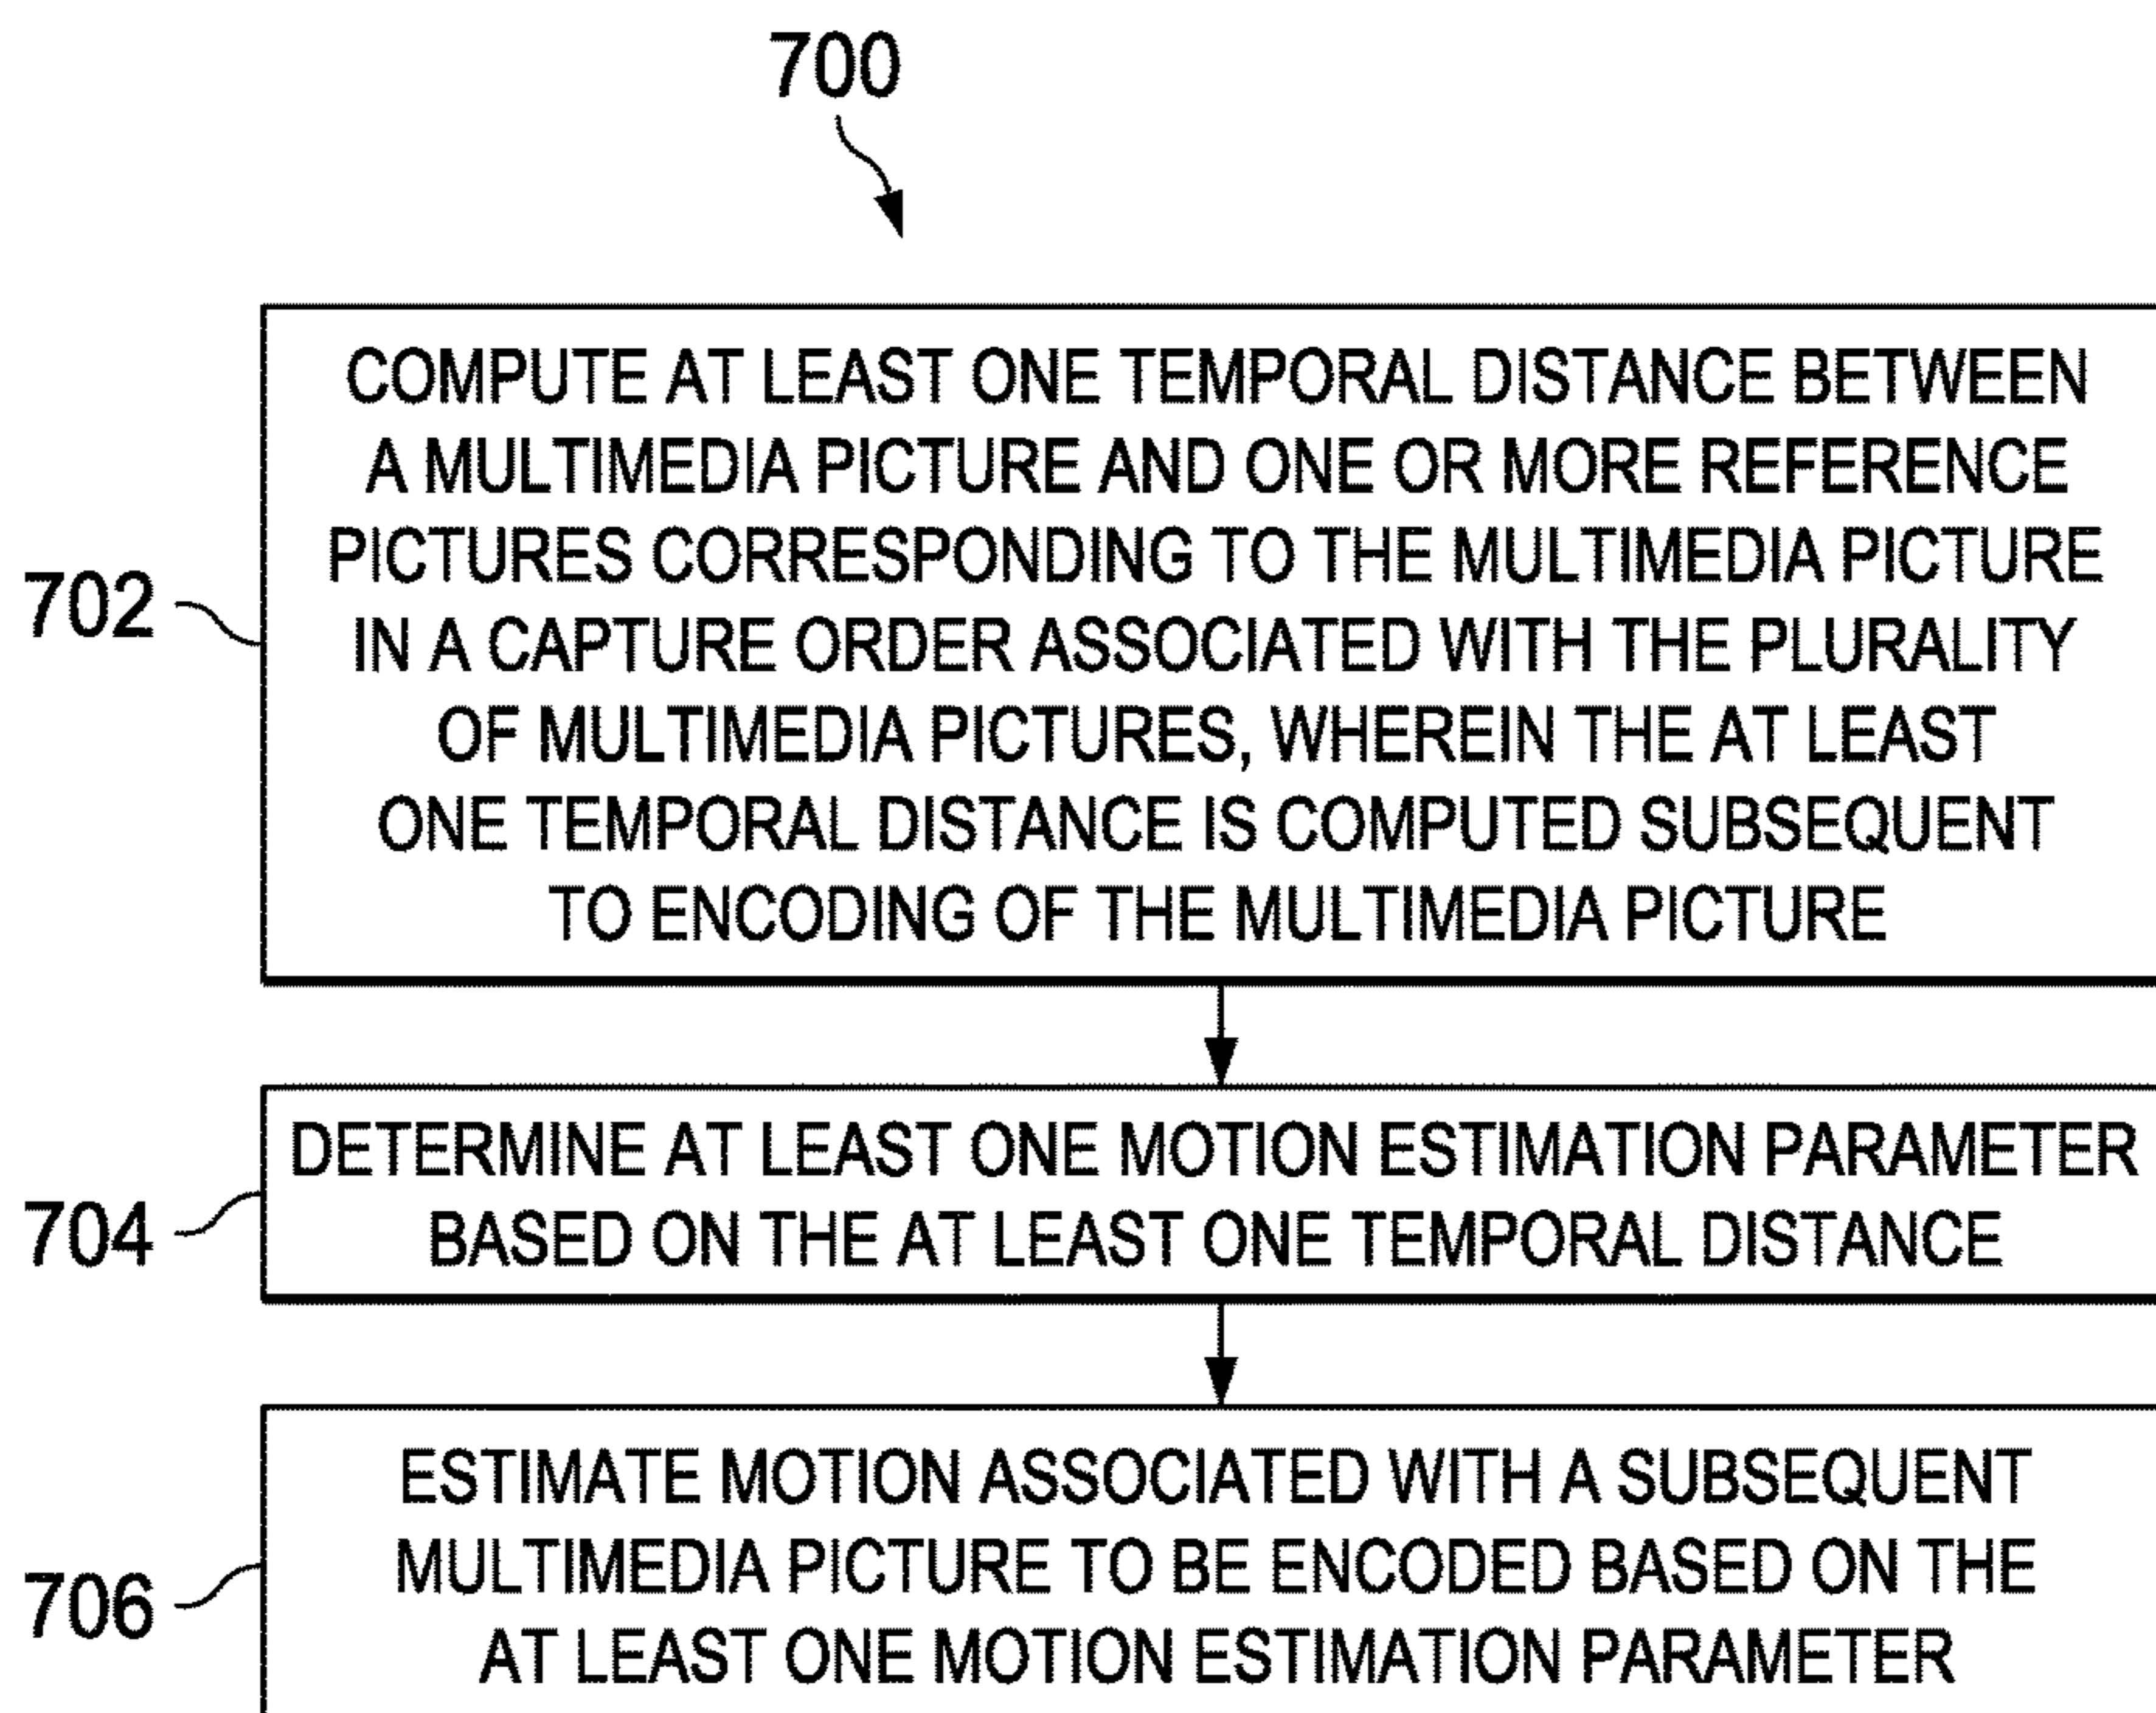 700
702
COMPUTE AT LEAST ONE TEMPORAL DISTANCE BETWEEN
A MULTIMEDIA PICTURE AND ONE OR MORE REFERENCE
PICTURES CORRESPONDING TO THE MULTIMEDIA PICTURE
IN A CAPTURE ORDER ASSOCIATED WITH THE PLURALITY
OF MULTIMEDIA PICTURES, WHEREIN THE AT LEAST
ONE TEMPORAL DISTANCE IS COMPUTED SUBSEQUENT
TO ENCODING OF THE MULTIMEDIA PICTURE
704
DETERMINE AT LEAST ONE MOTION ESTIMATION PARAMETER
BASED ON THE AT LEAST ONE TEMPORAL DISTANCE
706
ESTIMATE MOTION ASSOCIATED WITH A SUBSEQUENT
MULTIMEDIA PICTURE TO BE ENCODED BASED ON THE
AT LEAST ONE MOTION ESTIMATION PARAMETER